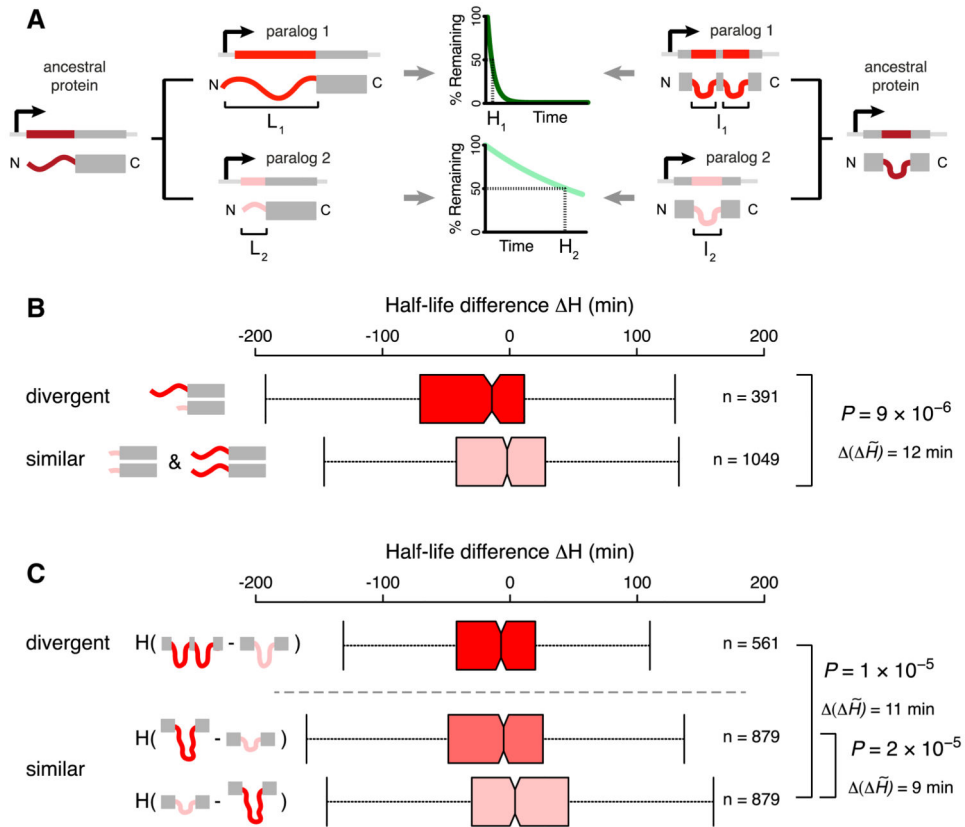 A
ancestral protein
N
C
paralog 1
N
C
L1
paralog 2
N
C
L2
% Remaining
100
50
0
H1
Time
% Remaining
100
50
0
Time
H2
paralog 1
N
C
I1
paralog 2
N
C
I2
ancestral protein
N
C
B
Half-life difference ΔH (min)
-200 -100 0 100 200
divergent
n = 391
similar
&
n = 1049
P = 9 × 10⁻⁶
Δ(ΔH̃) = 12 min
C
Half-life difference ΔH (min)
-200 -100 0 100 200
divergent
H( - )
n = 561
similar
H( - )
n = 879
H( - )
n = 879
P = 1 × 10⁻⁵
Δ(ΔH̃) = 11 min
P = 2 × 10⁻⁵
Δ(ΔH̃) = 9 min